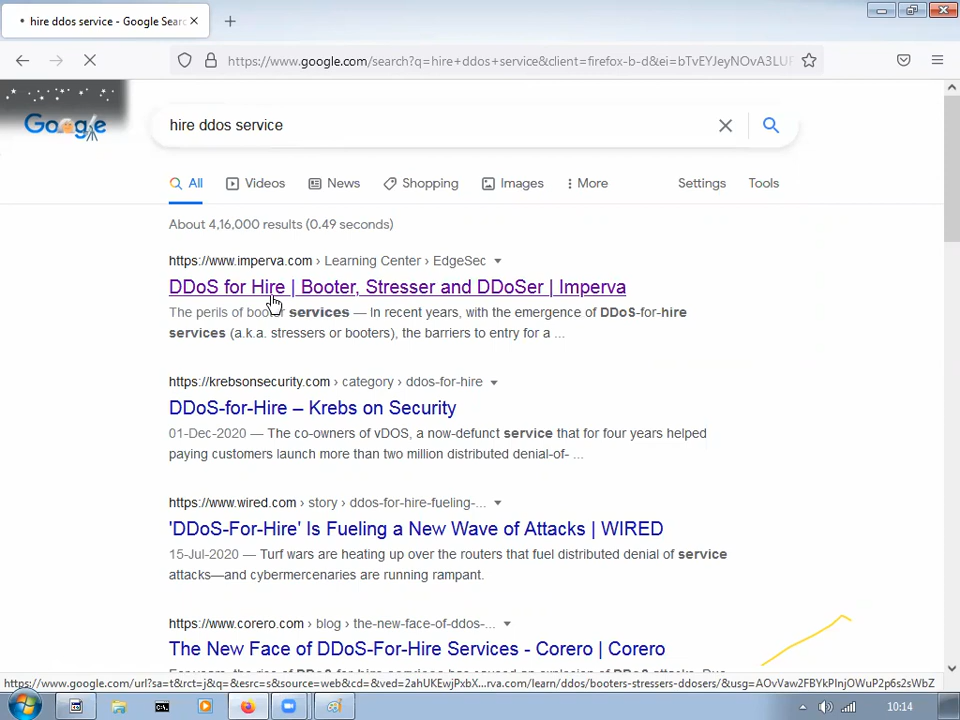 hire ddos service - Google Sear
https://www.google.com/search?q=hire+ddos+service&client=firefox-b-d&ei=bTvEYJeyNOvA3LUP
Google
hire ddos service
All
Videos
News
Shopping
Images
More
Settings
Tools
About 4,16,000 results (0.49 seconds)
https://www.imperva.com › Learning Center › EdgeSec
DDoS for Hire | Booter, Stresser and DDoSer | Imperva
The perils of booter services — In recent years, with the emergence of DDoS-for-hire
services (a.k.a. stressers or booters), the barriers to entry for a ...
https://krebsonsecurity.com › category › ddos-for-hire
DDoS-for-Hire – Krebs on Security
01-Dec-2020 — The co-owners of vDOS, a now-defunct service that for four years helped
paying customers launch more than two million distributed denial-of- ...
https://www.wired.com › story › ddos-for-hire-fueling-...
'DDoS-For-Hire' Is Fueling a New Wave of Attacks | WIRED
15-Jul-2020 — Turf wars are heating up over the routers that fuel distributed denial of service
attacks—and cybermercenaries are running rampant.
https://www.corero.com › blog › the-new-face-of-ddos-...
The New Face of DDoS-For-Hire Services - Corero | Corero
https://www.google.com/url?sa=t&rct=j&q=&esrc=s&source=web&cd=&ved=2ahUKEwjPxbX...rva.com/learn/ddos/booters-stressers-ddosers/&usg=AOvVaw2FBYkPInjOWuP2p6s2sWbZ
10:14